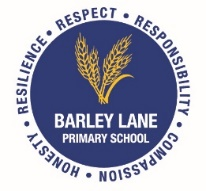 RESILIENCE • RESPECT • RESPONSIBILITY • COMPASSION • HONESTY •
BARLEY LANE
PRIMARY SCHOOL